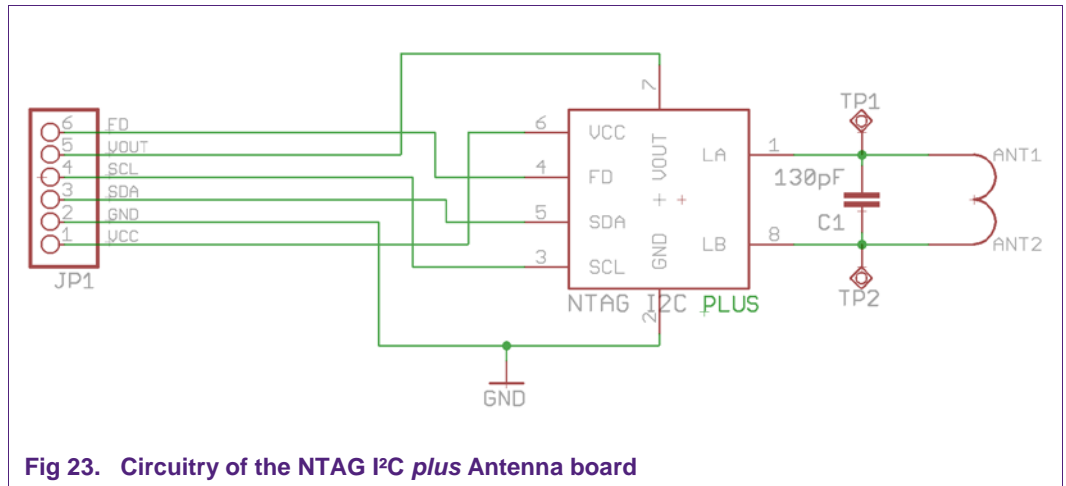 7
TP1
6 FD
5 VOUT
4 SCL
3 SDA
2 GND
1 VCC
JP1
6 VCC
4 FD
5 SDA
3 SCL
VOUT
GND
LA 1
LB 8
NTAG I2C PLUS
2
130pF
C1
ANT1
ANT2
TP2
GND
Fig 23. Circuitry of the NTAG I²C plus Antenna board